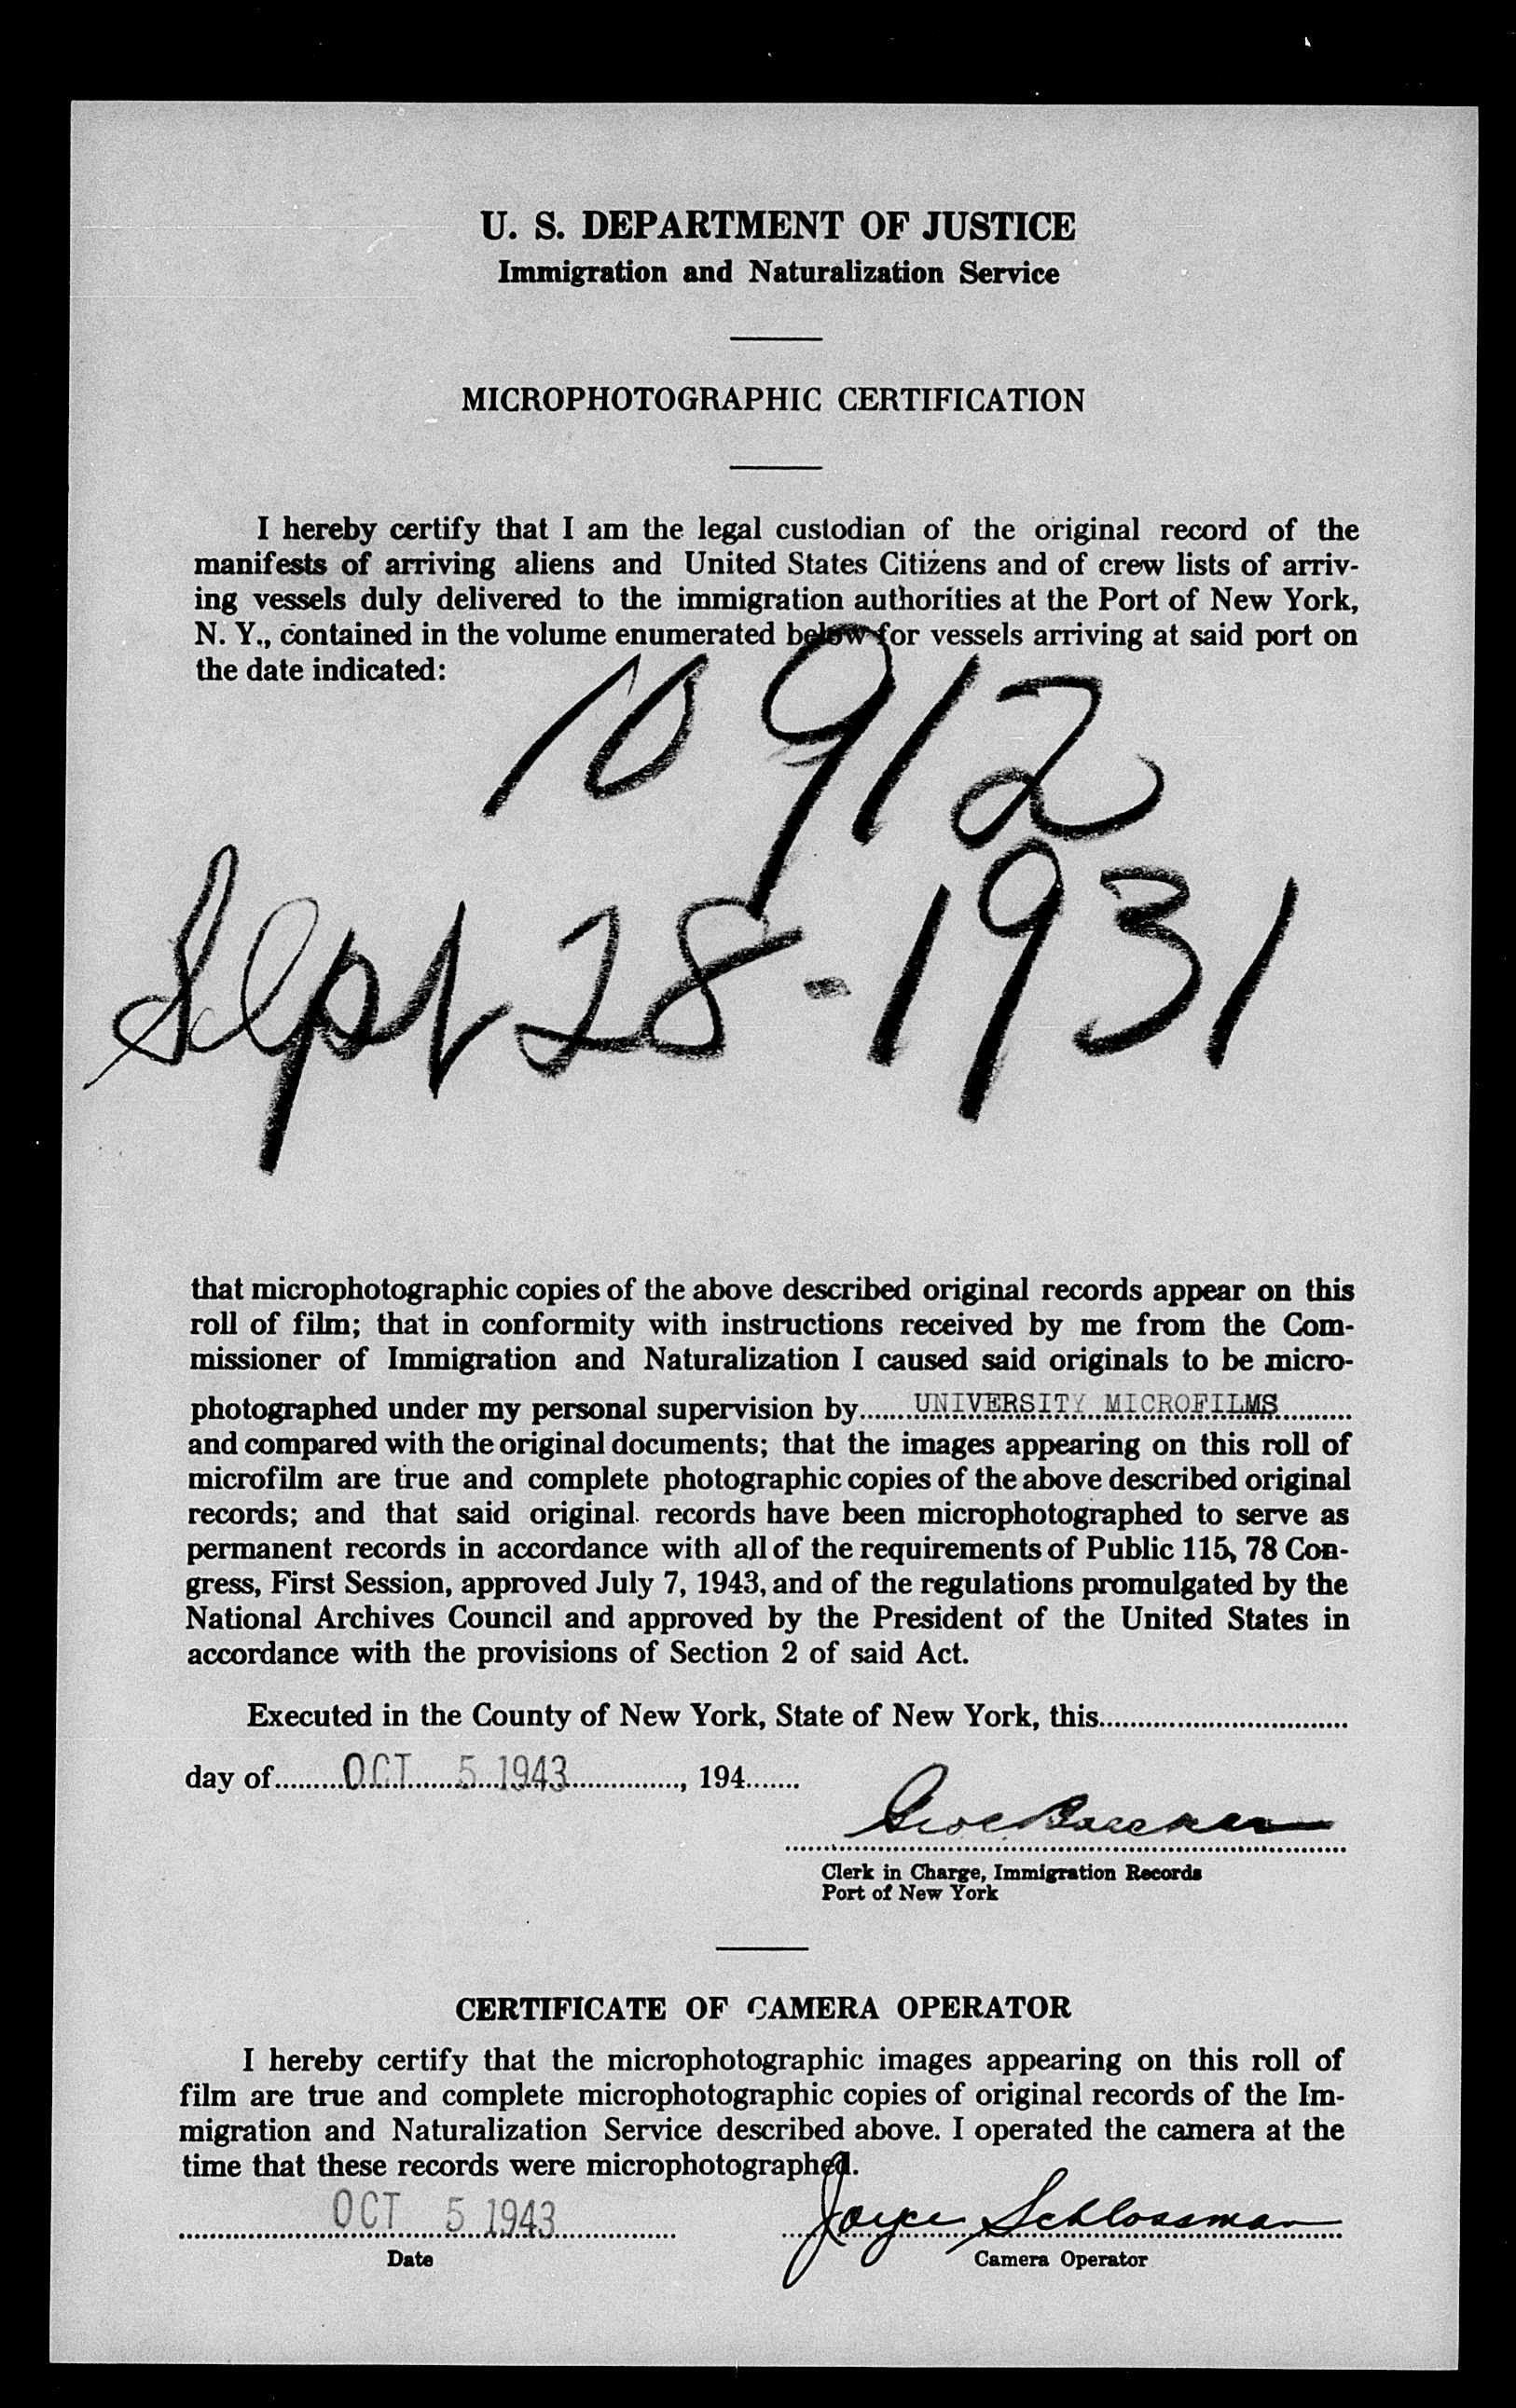 U. S. DEPARTMENT OF JUSTICE
Immigration and Naturalization Service
MICROPHOTOGRAPHIC CERTIFICATION
I hereby certify that I am the legal custodian of the original record of the
manifests of arriving aliens and United States Citizens and of crew lists of arriv-
ing vessels duly delivered to the immigration authorities at the Port of New York,
N. Y., contained in the volume enumerated below for vessels arriving at said port on
the date indicated:
10912
Sept 28-1931
that microphotographic copies of the above described original records appear on this
roll of film; that in conformity with instructions received by me from the Com-
missioner of Immigration and Naturalization I caused said originals to be micro-
photographed under my personal supervision by UNIVERSITY MICROFILMS
and compared with the original documents; that the images appearing on this roll of
microfilm are true and complete photographic copies of the above described original
records; and that said original records have been microphotographed to serve as
permanent records in accordance with all of the requirements of Public 115, 78 Con-
gress, First Session, approved July 7, 1943, and of the regulations promulgated by the
National Archives Council and approved by the President of the United States in
accordance with the provisions of Section 2 of said Act.
Executed in the County of New York, State of New York, this
day of OCT 5 1943, 194
Clerk in Charge, Immigration Records
Port of New York
CERTIFICATE OF CAMERA OPERATOR
I hereby certify that the microphotographic images appearing on this roll of
film are true and complete microphotographic copies of original records of the Im-
migration and Naturalization Service described above. I operated the camera at the
time that these records were microphotographed.
OCT 5 1943 Joyce Schlossman
Date Camera Operator